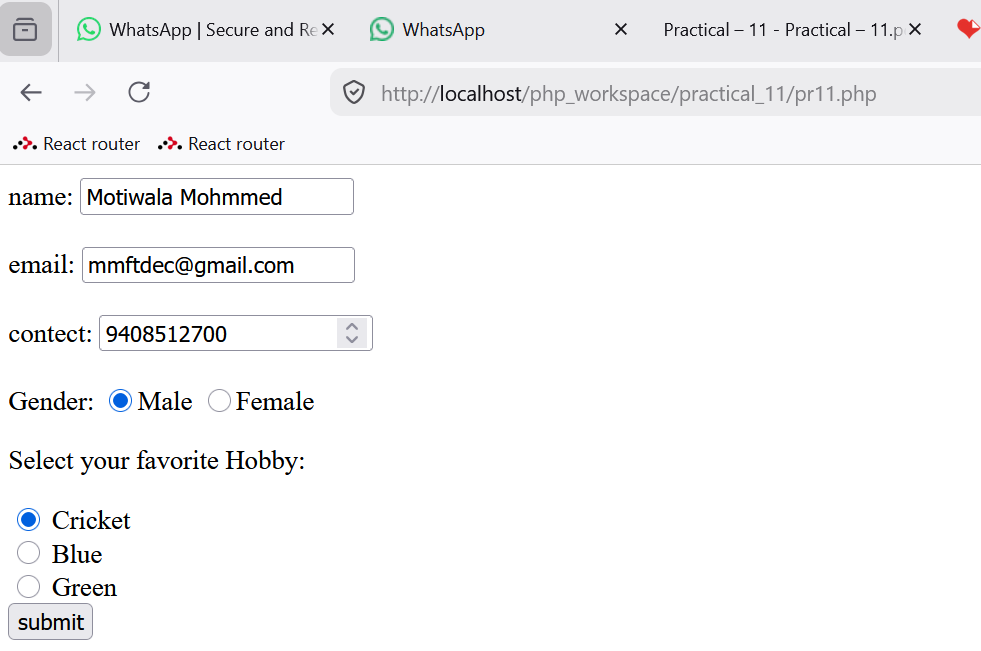 WhatsApp | Secure and Re
WhatsApp
Practical – 11 - Practical – 11.p
http://localhost/php_workspace/practical_11/pr11.php
React router React router
name: Motiwala Mohmmed
email: mmftdec@gmail.com
contect: 9408512700
Gender: Male Female
Select your favorite Hobby:
Cricket
Blue
Green
submit